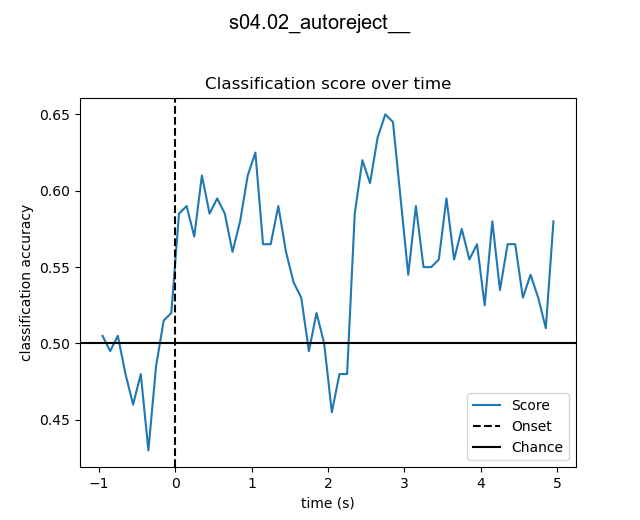 s04.02_autoreject__
Classification score over time
classification accuracy
0.65
0.60
0.55
0.50
0.45
Score
Onset
Chance
−1
0
1
2
3
4
5
time (s)